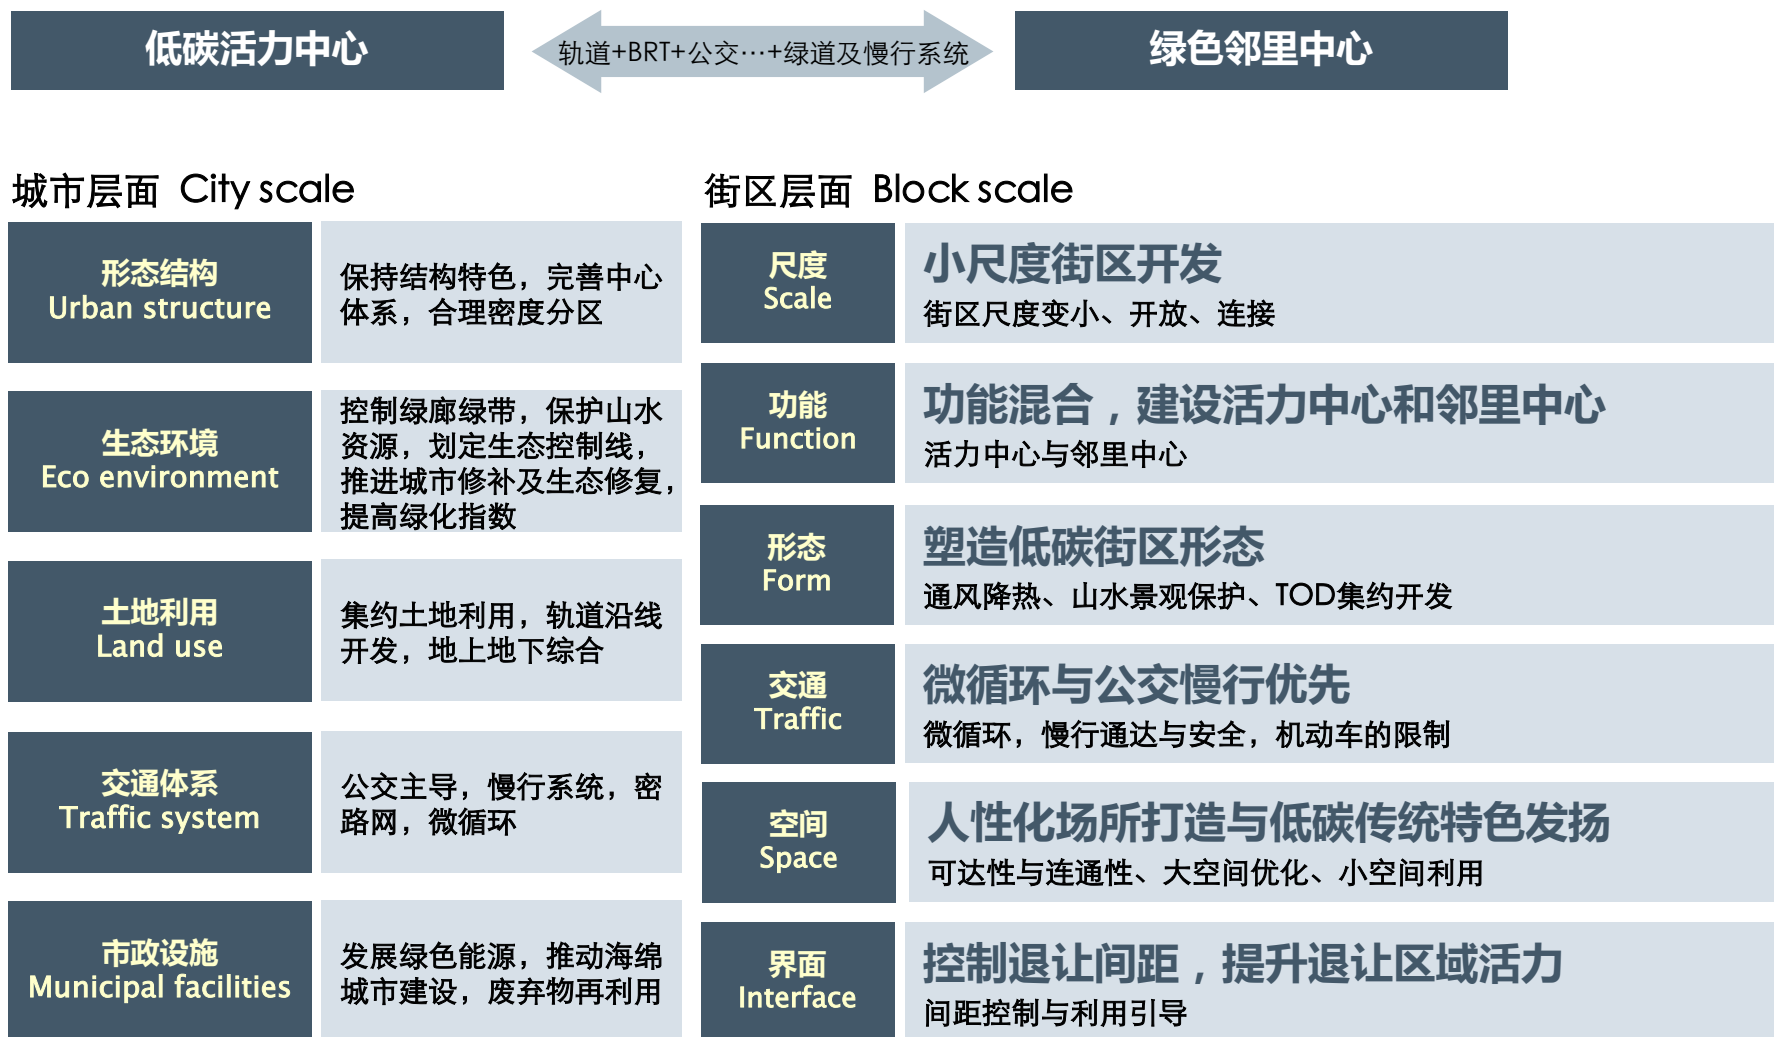 低碳活力中心
轨道+BRT+公交…+绿道及慢行系统
绿色邻里中心
城市层面 City scale
形态结构
Urban structure
保持结构特色，完善中心
体系，合理密度分区
生态环境
Eco environment
控制绿廊绿带，保护山水
资源，划定生态控制线，
推进城市修补及生态修复，
提高绿化指数
土地利用
Land use
集约土地利用，轨道沿线
开发，地上地下综合
交通体系
Traffic system
公交主导，慢行系统，密
路网，微循环
市政设施
Municipal facilities
发展绿色能源，推动海绵
城市建设，废弃物再利用
街区层面 Block scale
尺度
Scale
小尺度街区开发
街区尺度变小、开放、连接
功能
Function
功能混合，建设活力中心和邻里中心
活力中心与邻里中心
形态
Form
塑造低碳街区形态
通风降热、山水景观保护、TOD集约开发
交通
Traffic
微循环与公交慢行优先
微循环，慢行通达与安全，机动车的限制
空间
Space
人性化场所打造与低碳传统特色发扬
可达性与连通性、大空间优化、小空间利用
界面
Interface
控制退让间距，提升退让区域活力
间距控制与利用引导